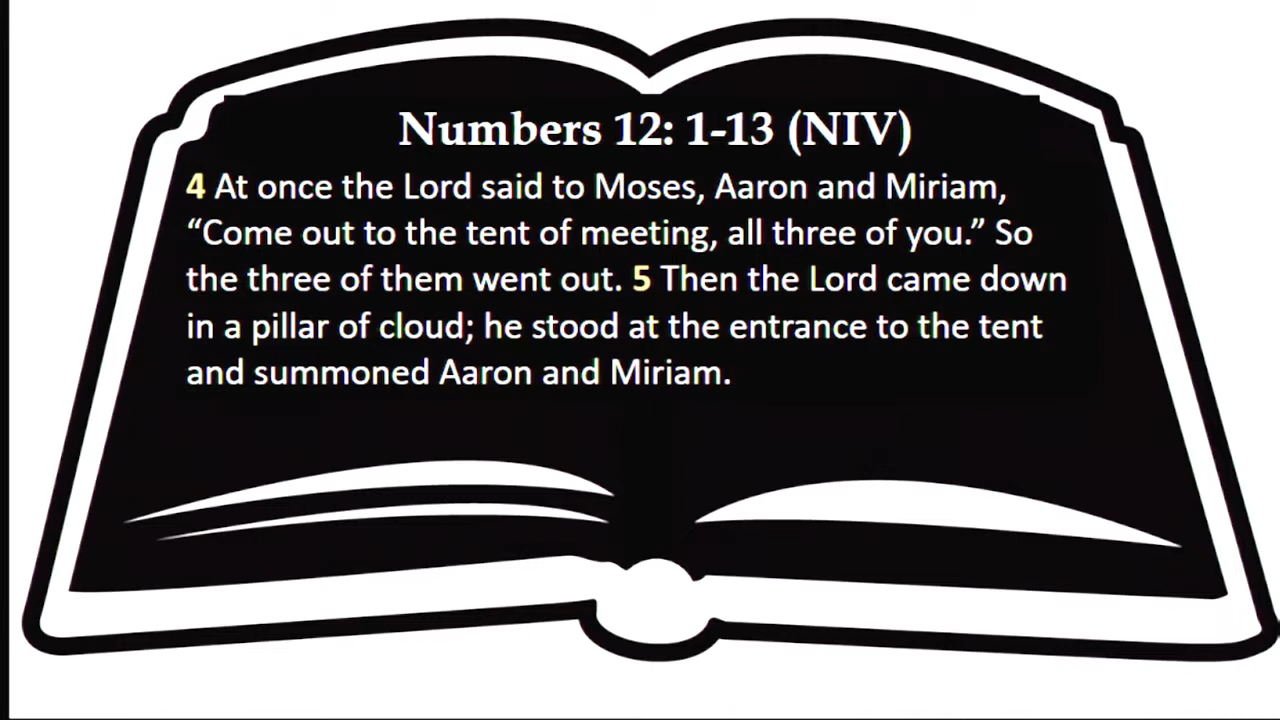 Numbers 12: 1-13 (NIV)
4 At once the Lord said to Moses, Aaron and Miriam,
“Come out to the tent of meeting, all three of you.” So
the three of them went out. 5 Then the Lord came down
in a pillar of cloud; he stood at the entrance to the tent
and summoned Aaron and Miriam.